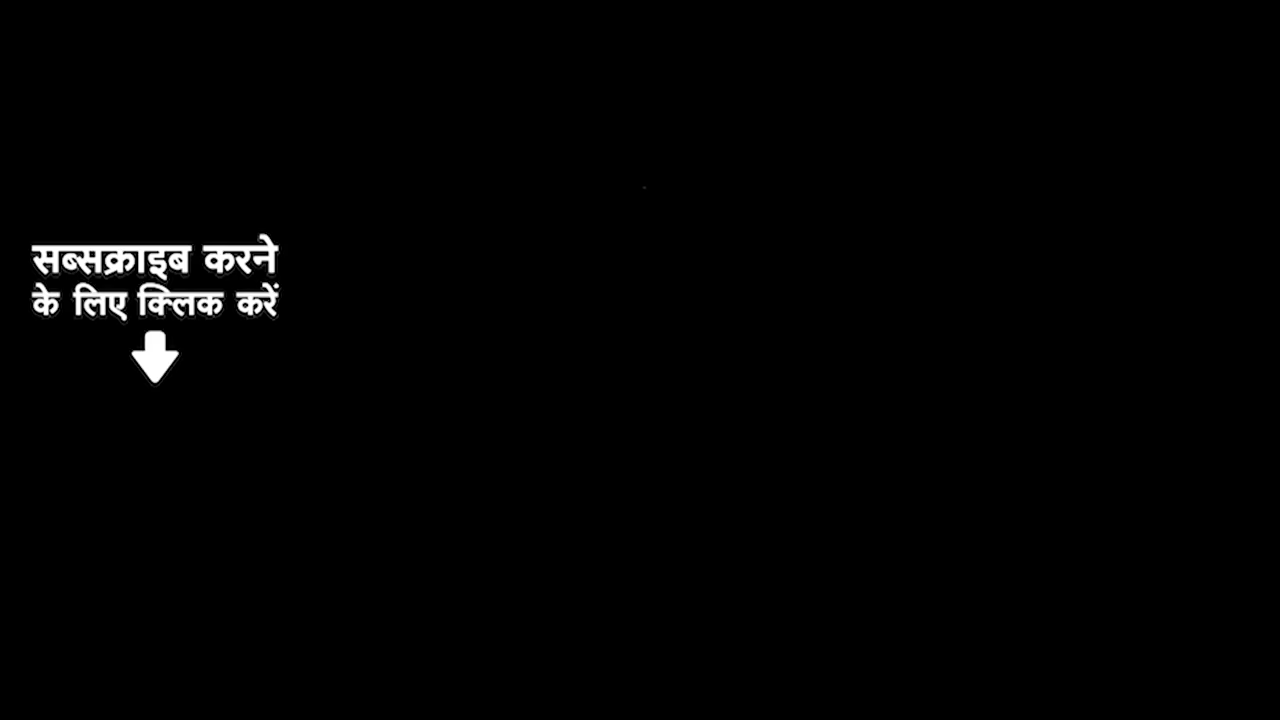 सब्सक्राइब करने
के लिए क्लिक करें